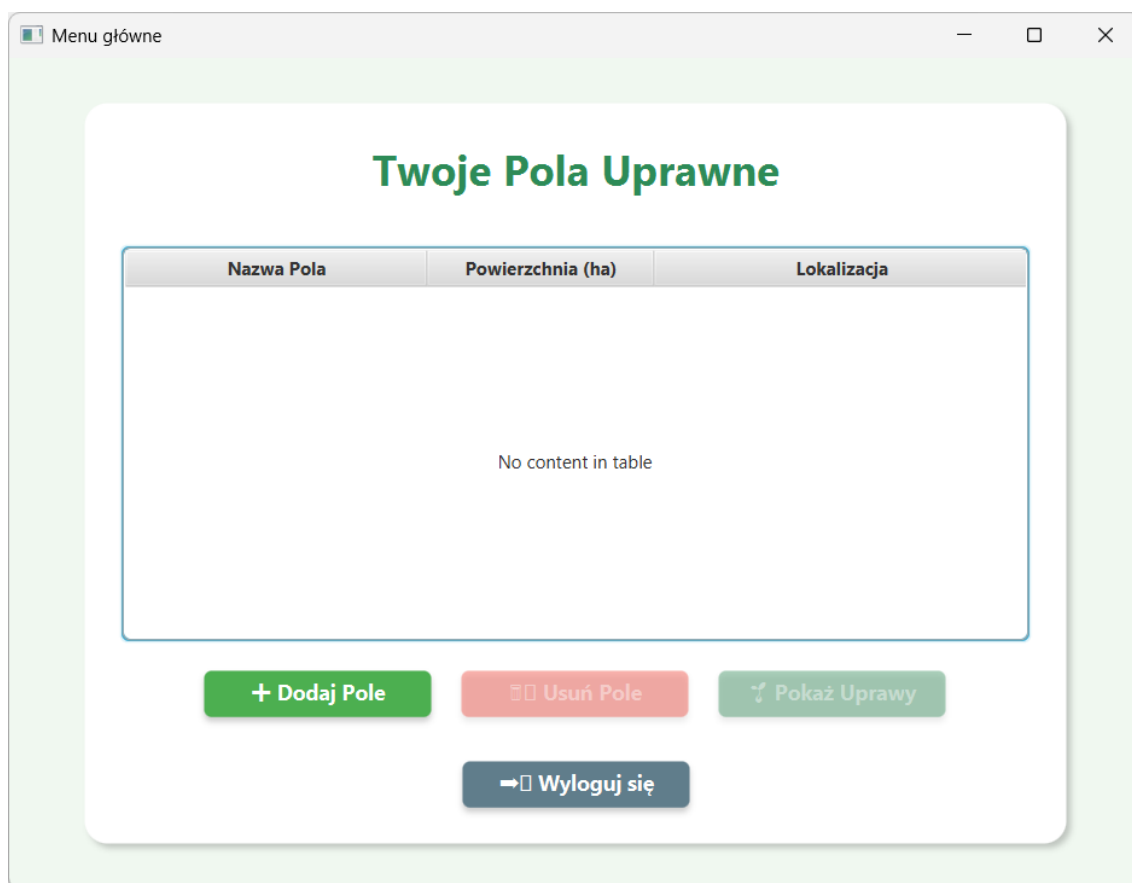 Menu główne
Twoje Pola Uprawne
Nazwa Pola Powierzchnia (ha) Lokalizacja
No content in table
+ Dodaj Pole Usuń Pole Pokaż Uprawy
➡ Wyloguj się